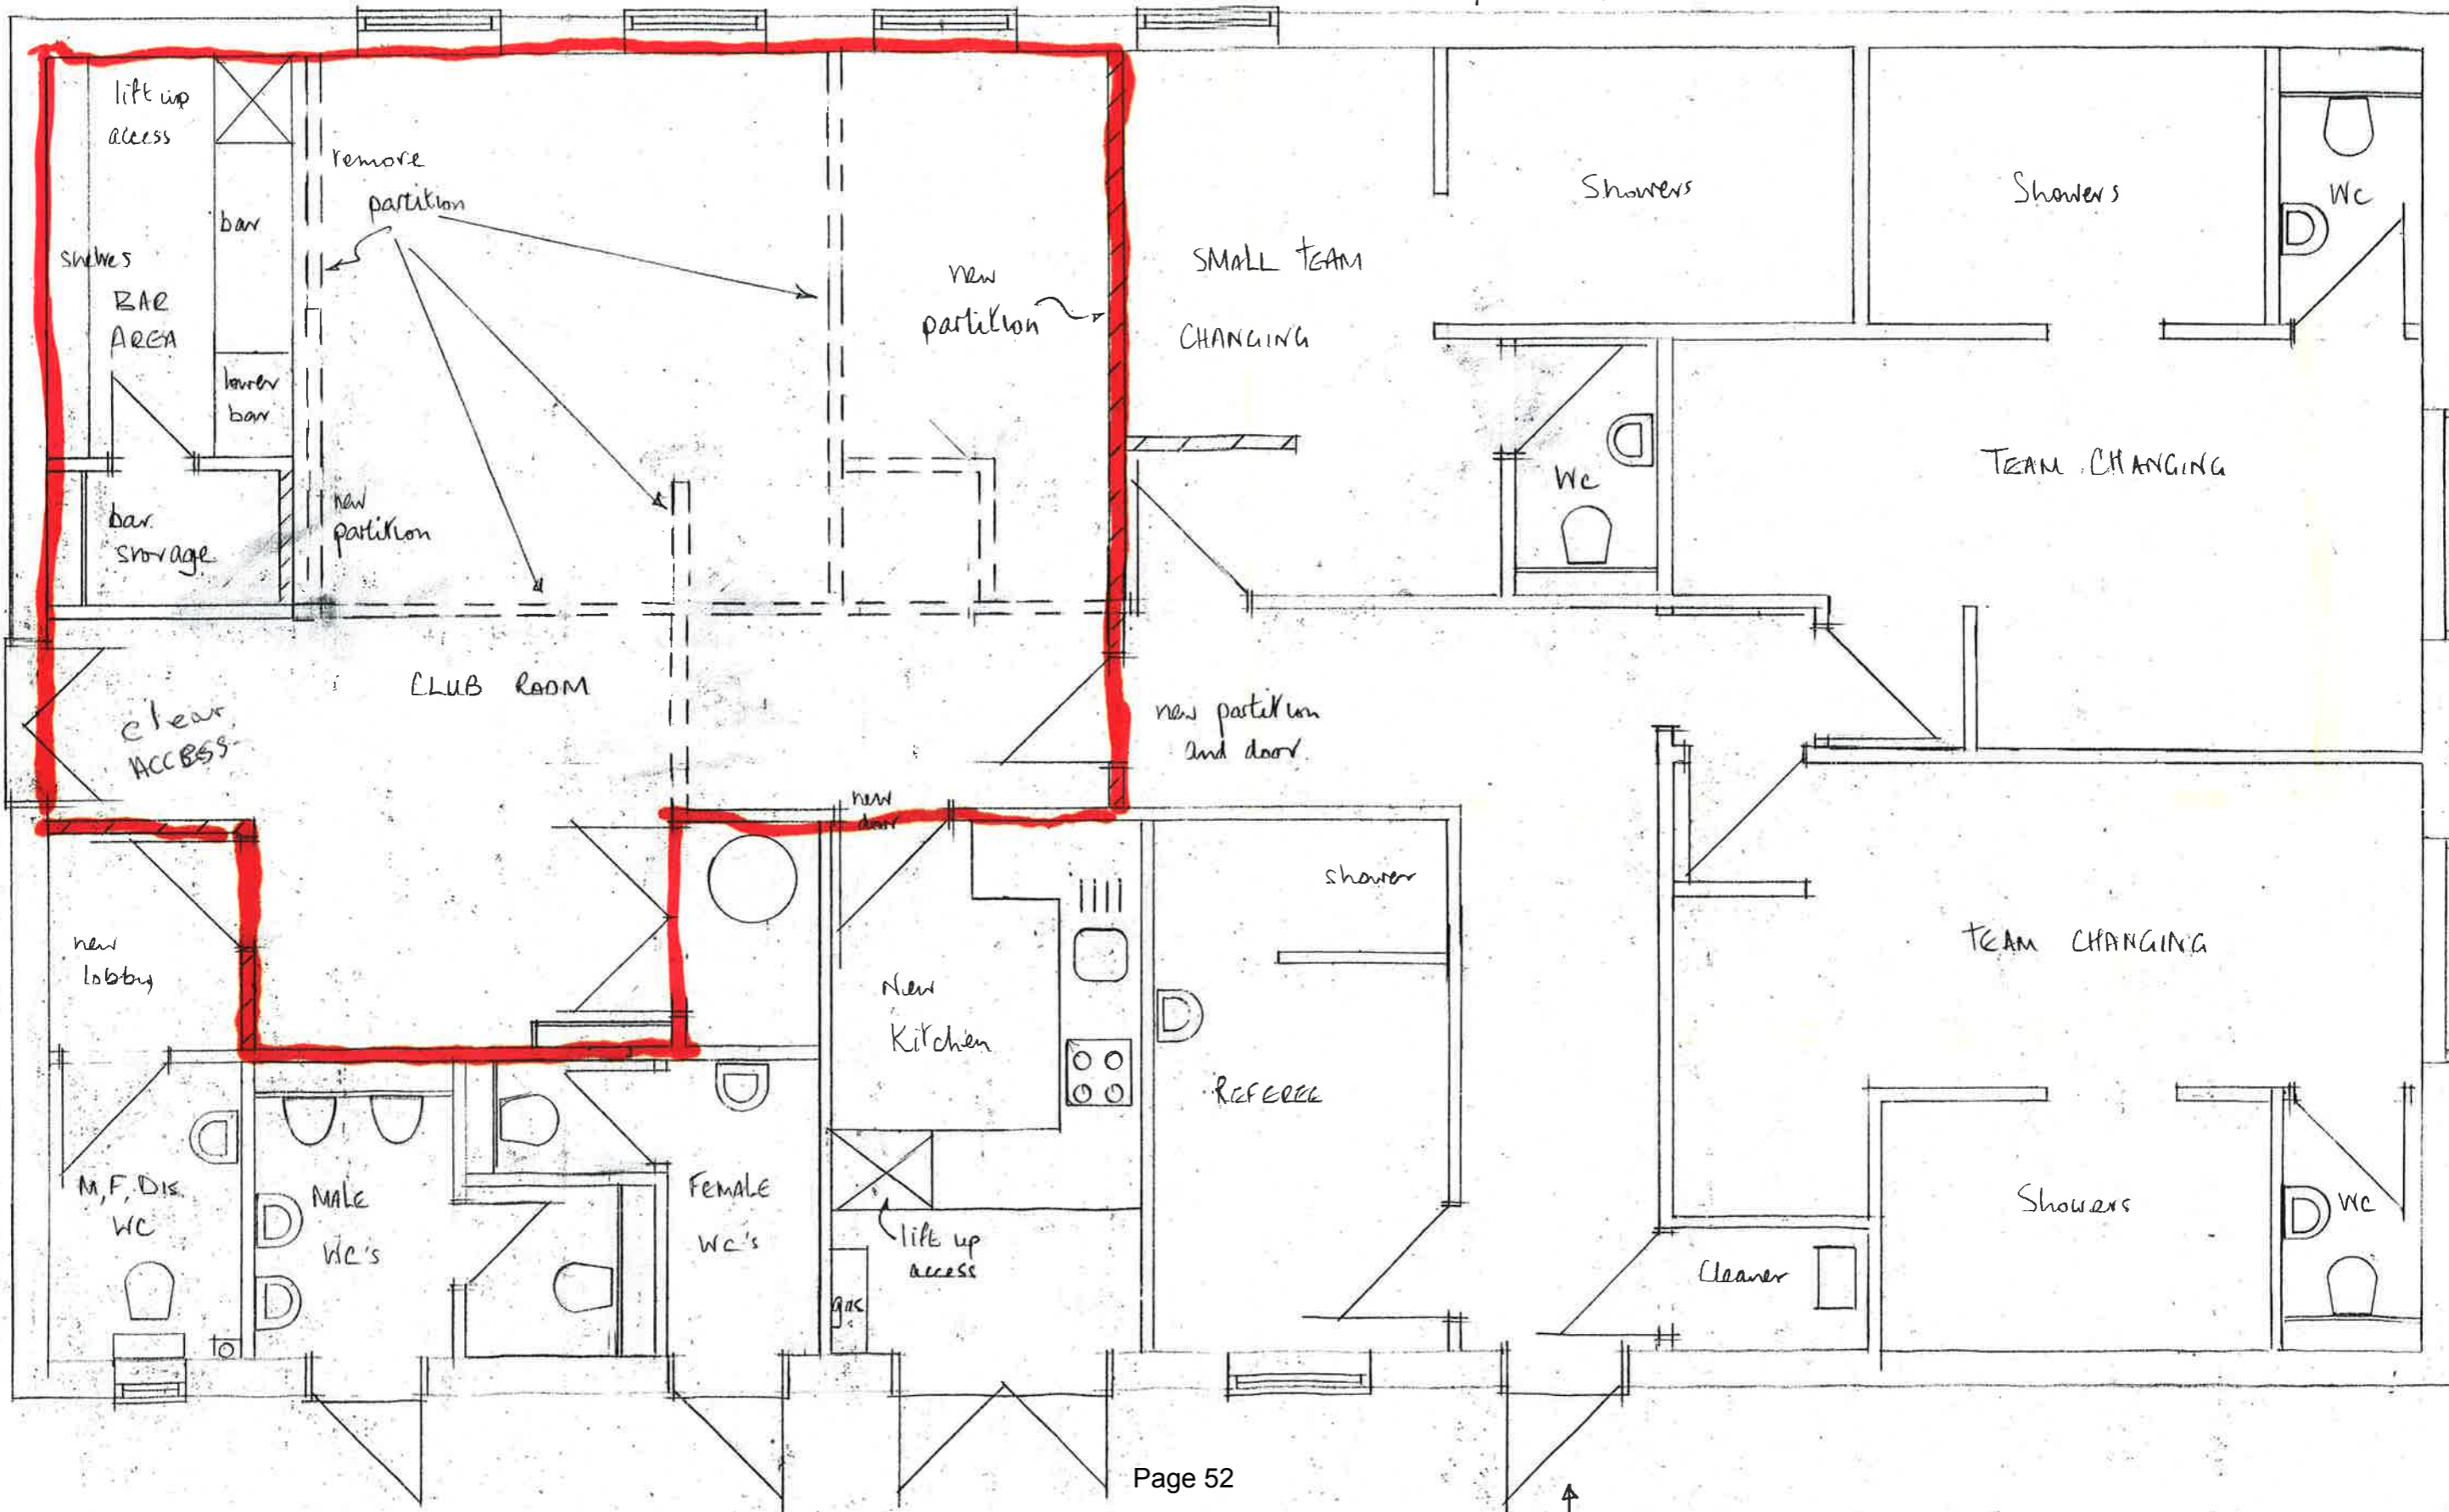 lift up
access
bar
shelves
BAR
AREA
lower
bar
bar
storage
remove
partition
new
partition
new
partition
CLUB ROOM
clear
ACCESS
SMALL TEAM
CHANGING
Showers
Showers
WC
WC
TEAM CHANGING
new partition
and door.
new
door
new
lobby
New
Kitchen
shower
REFEREE
TEAM CHANGING
M, F, DIS.
WC
MALE
WC's
FEMALE
WC's
lift up
access
gas
Cleaner
Showers
WC
Page 52